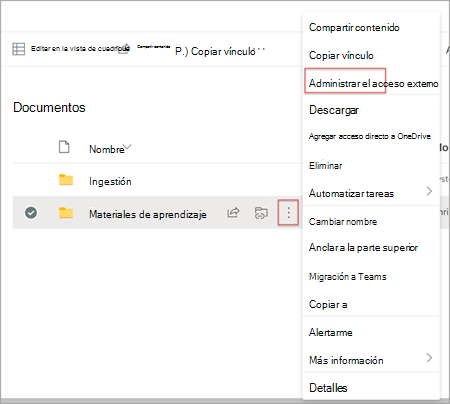 Editar en la vista de cuadrícula
Compartir contenido
P.) Copiar vínculo
Documentos
Nombre
Ingestión
Materiales de aprendizaje
Compartir contenido
Copiar vínculo
Administrar el acceso externo
Descargar
Agregar acceso directo a OneDrive
Eliminar
Automatizar tareas
Cambiar nombre
Anclar a la parte superior
Migración a Teams
Copiar a
Alertarme
Más información
Detalles